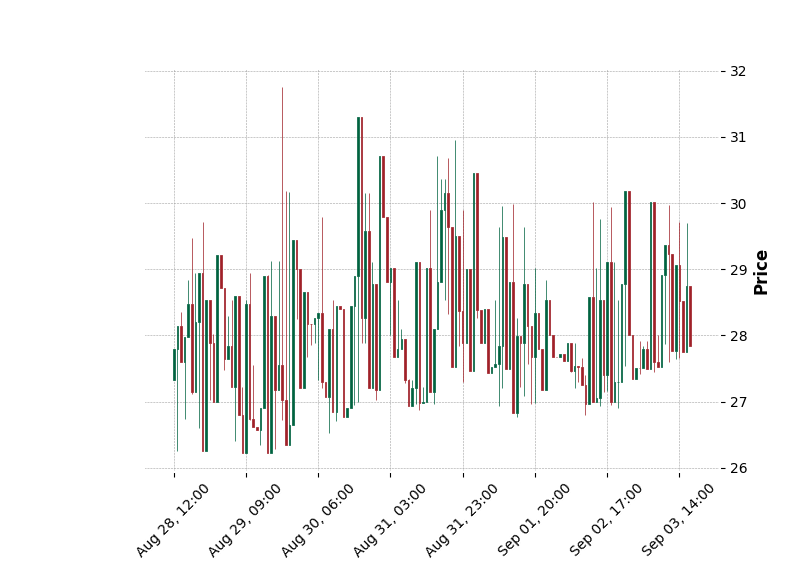 32
31
30
29
28
27
26
Price
Aug 28, 12:00
Aug 29, 09:00
Aug 30, 06:00
Aug 31, 03:00
Aug 31, 23:00
Sep 01, 20:00
Sep 02, 17:00
Sep 03, 14:00